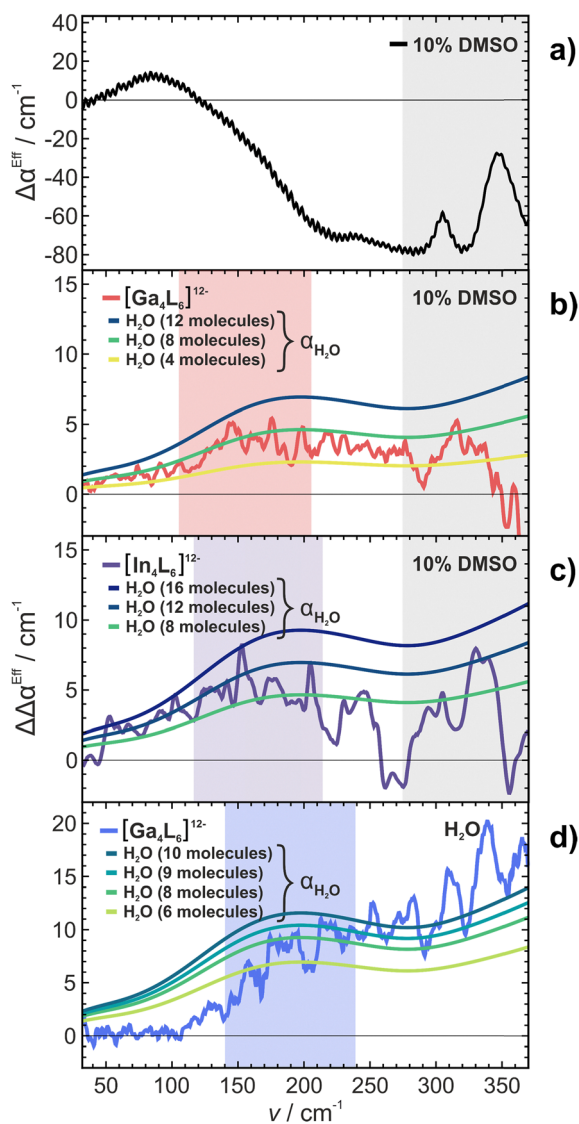 40
20
0
-20
-40
-60
-80
Δα^Eff / cm⁻¹
10% DMSO
a)
15
10
5
0
[Ga₄L₆]¹²⁻
10% DMSO
b)
H₂O (12 molecules)
H₂O (8 molecules)
α_H₂O
H₂O (4 molecules)
15
10
5
0
ΔΔα^Eff / cm⁻¹
[In₄L₆]¹²⁻
10% DMSO
c)
H₂O (16 molecules)
H₂O (12 molecules)
α_H₂O
H₂O (8 molecules)
20
15
10
5
0
[Ga₄L₆]¹²⁻
H₂O
d)
H₂O (10 molecules)
H₂O (9 molecules)
α_H₂O
H₂O (8 molecules)
H₂O (6 molecules)
50 100 150 200 250 300 350
ν / cm⁻¹